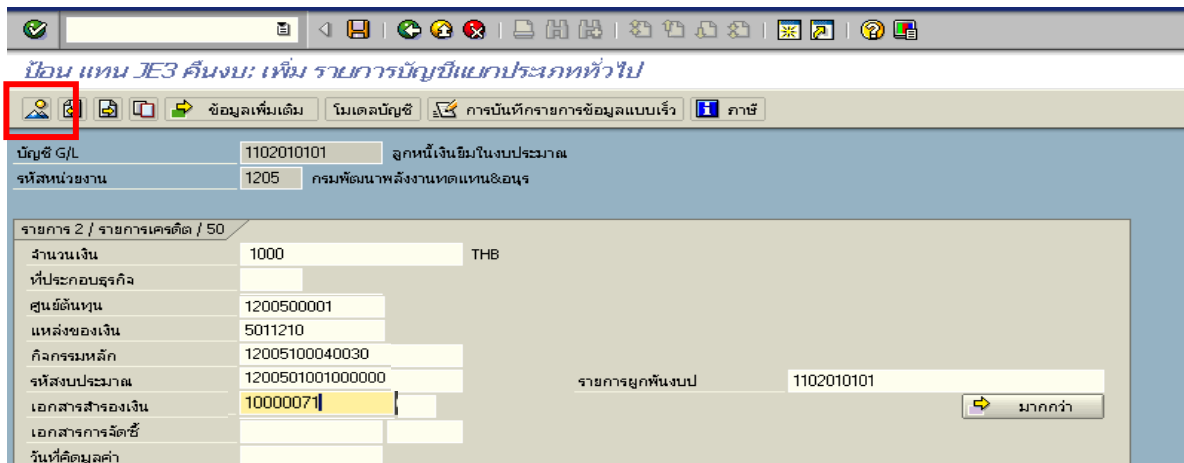 ป้อน แทน JE3 คืนงบ: เพิ่ม รายการบัญชีแยกประเภททั่วไป
ข้อมูลเพิ่มเติม โมเดลบัญชี การบันทึกรายการข้อมูลแบบเร็ว ภาษี
บัญชี G/L 1102010101 ลูกหนี้เงินยืมในงบประมาณ
รหัสหน่วยงาน 1205 กรมพัฒนาพลังงานทดแทน&อนุร
รายการ 2 / รายการเครดิต / 50
จำนวนเงิน 1000 THB
ที่ประกอบธุรกิจ
ศูนย์ต้นทุน 1200500001
แหล่งของเงิน 5011210
กิจกรรมหลัก 12005100040030
รหัสงบประมาณ 1200501001000000 รายการผูกพันงบป 1102010101
เอกสารสำรองเงิน 10000071 มากกว่า
เอกสารการจัดซื้
วันที่คิดมูลค่า